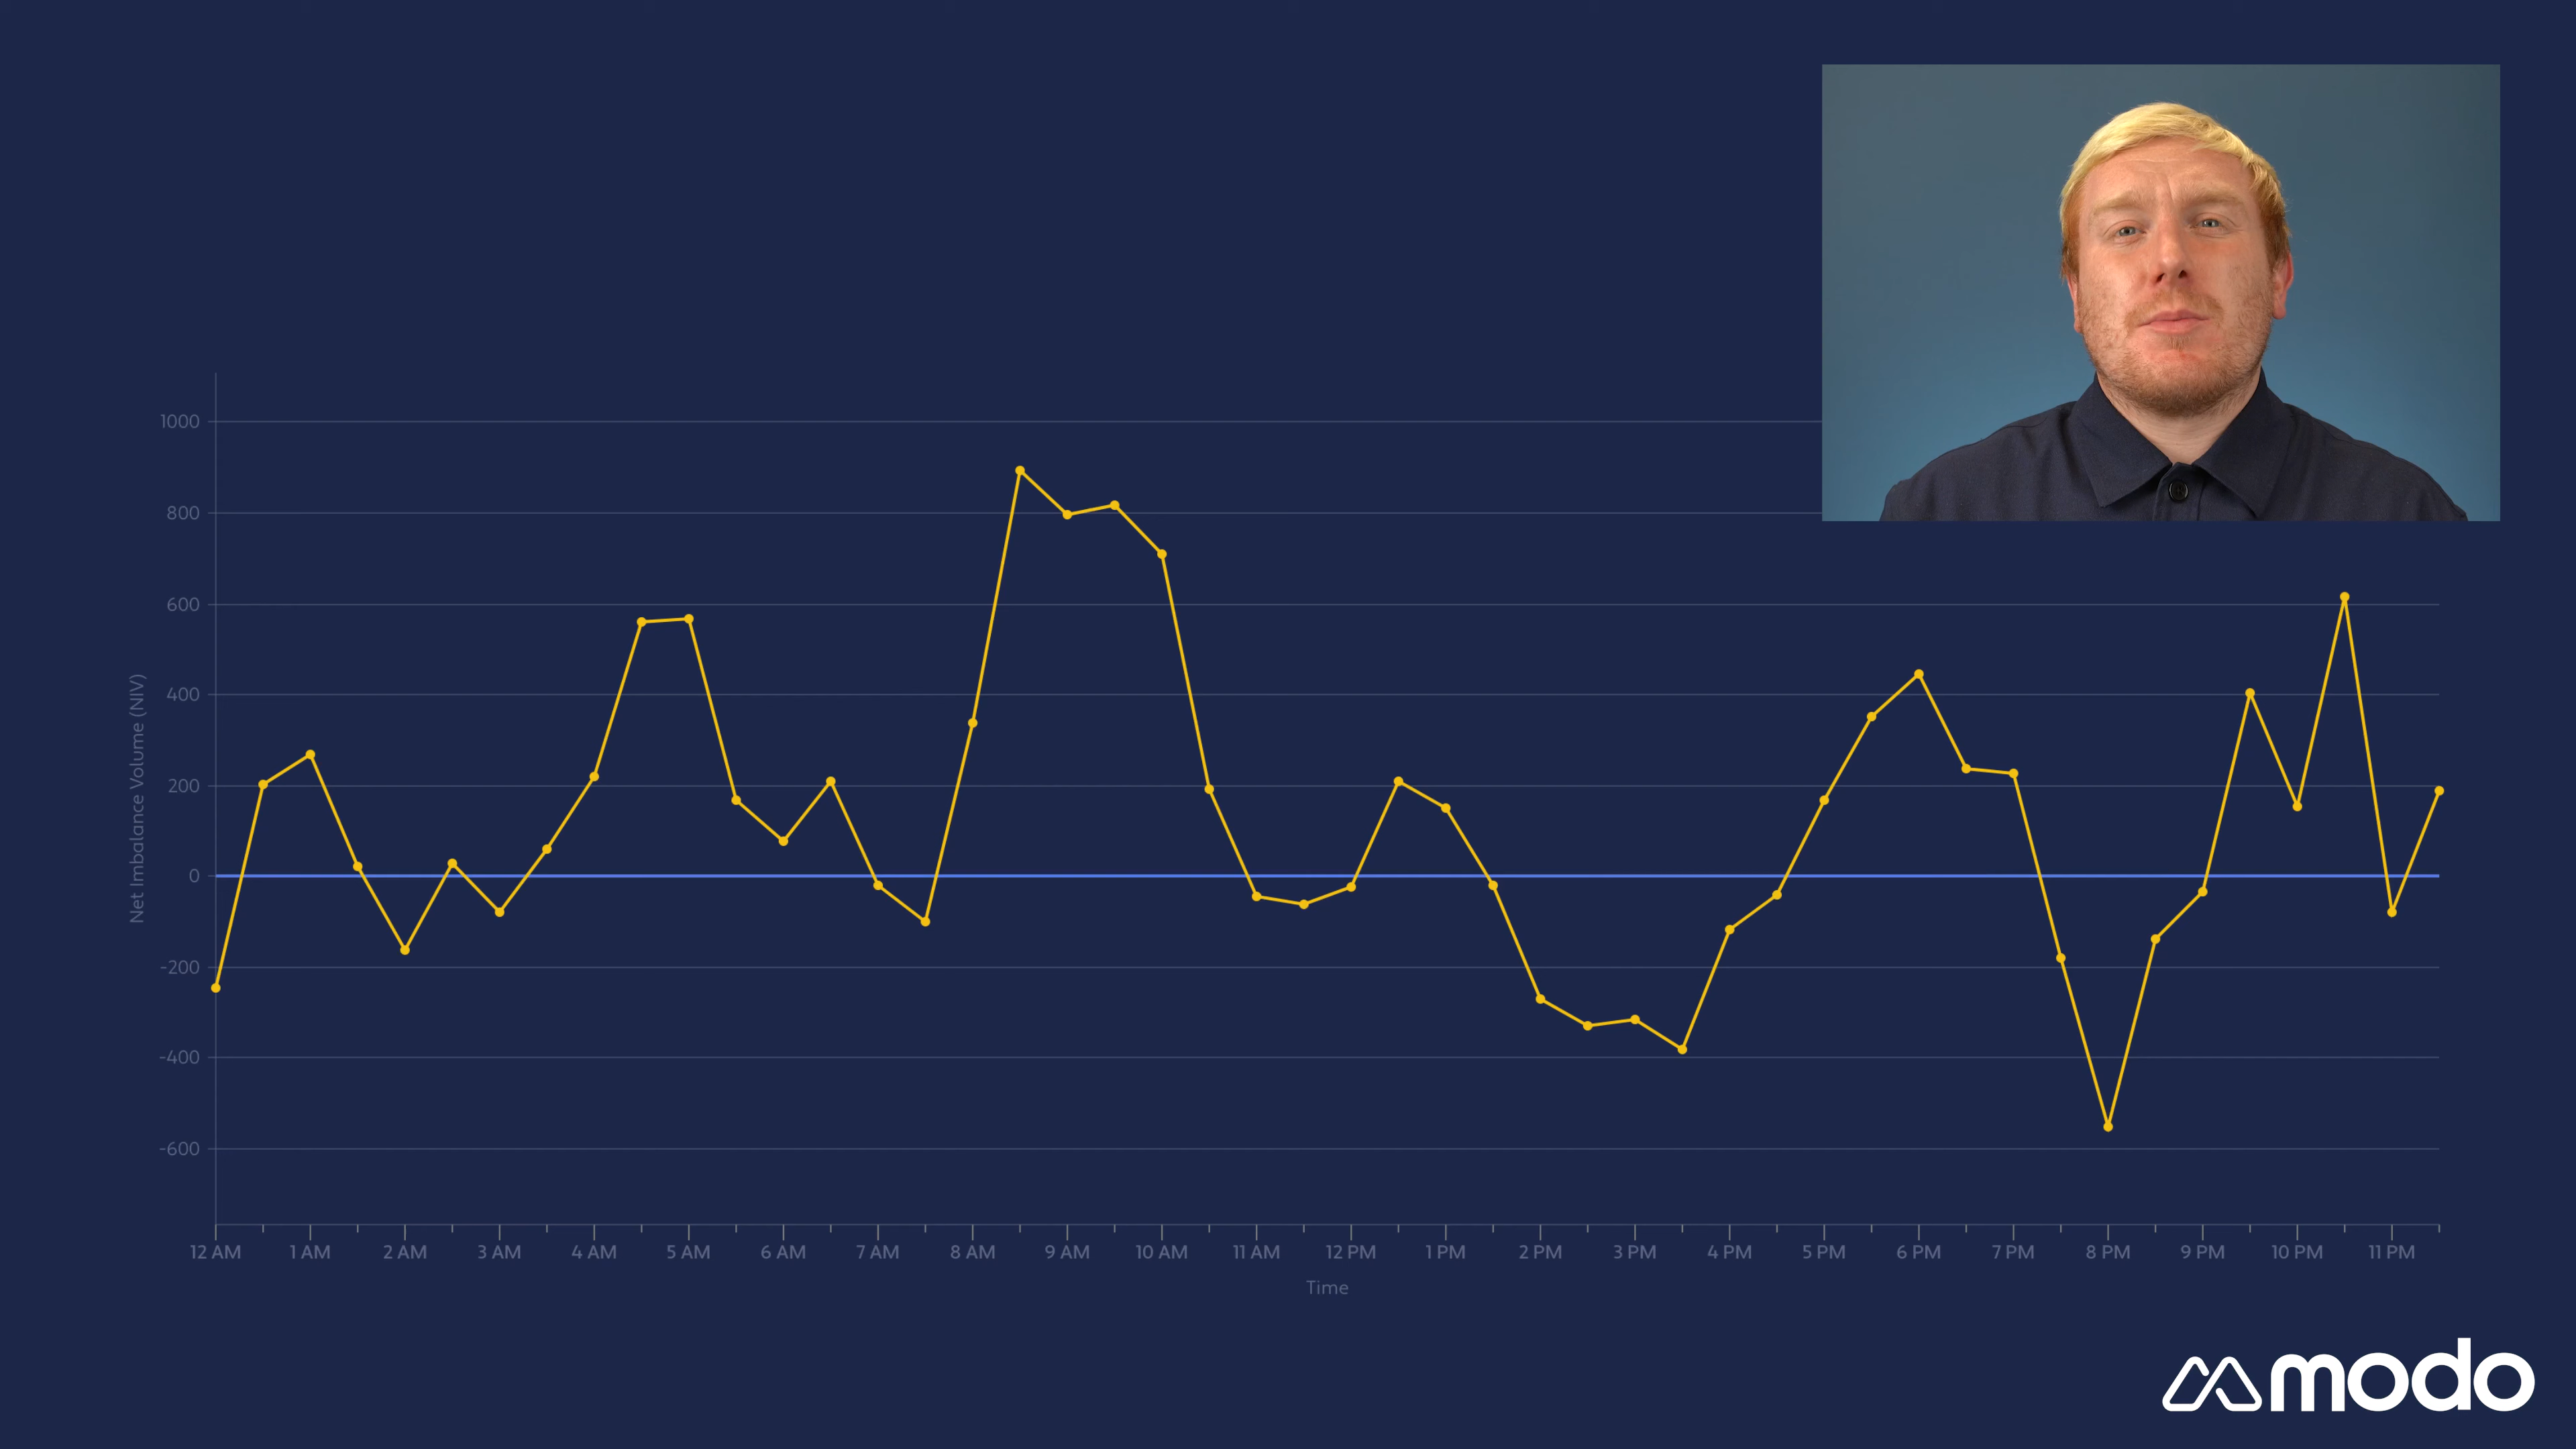 1000
800
600
400
200
0
-200
-400
-600
Net Imbalance Volume (NIV)
12 AM 1 AM 2 AM 3 AM 4 AM 5 AM 6 AM 7 AM 8 AM 9 AM 10 AM 11 AM 12 PM 1 PM 2 PM 3 PM 4 PM 5 PM 6 PM 7 PM 8 PM 9 PM 10 PM 11 PM
Time
modo